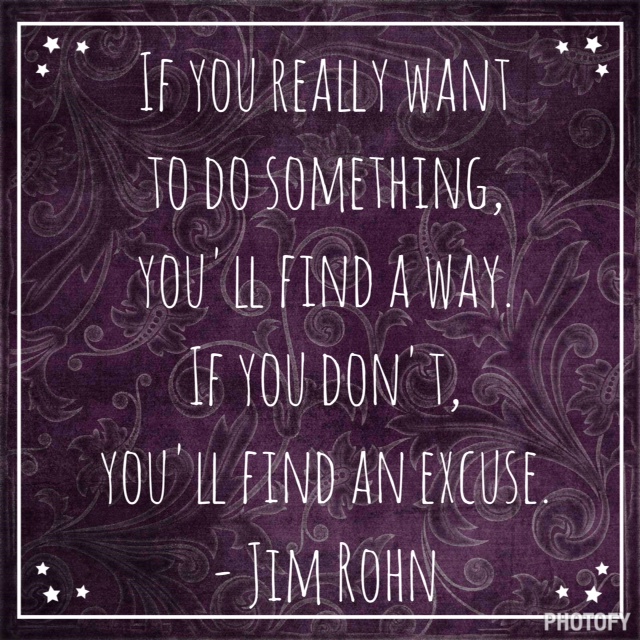 If you really want
to do something,
you'll find a way.
If you don't,
you'll find an excuse.
- Jim Rohn
PHOTOFY